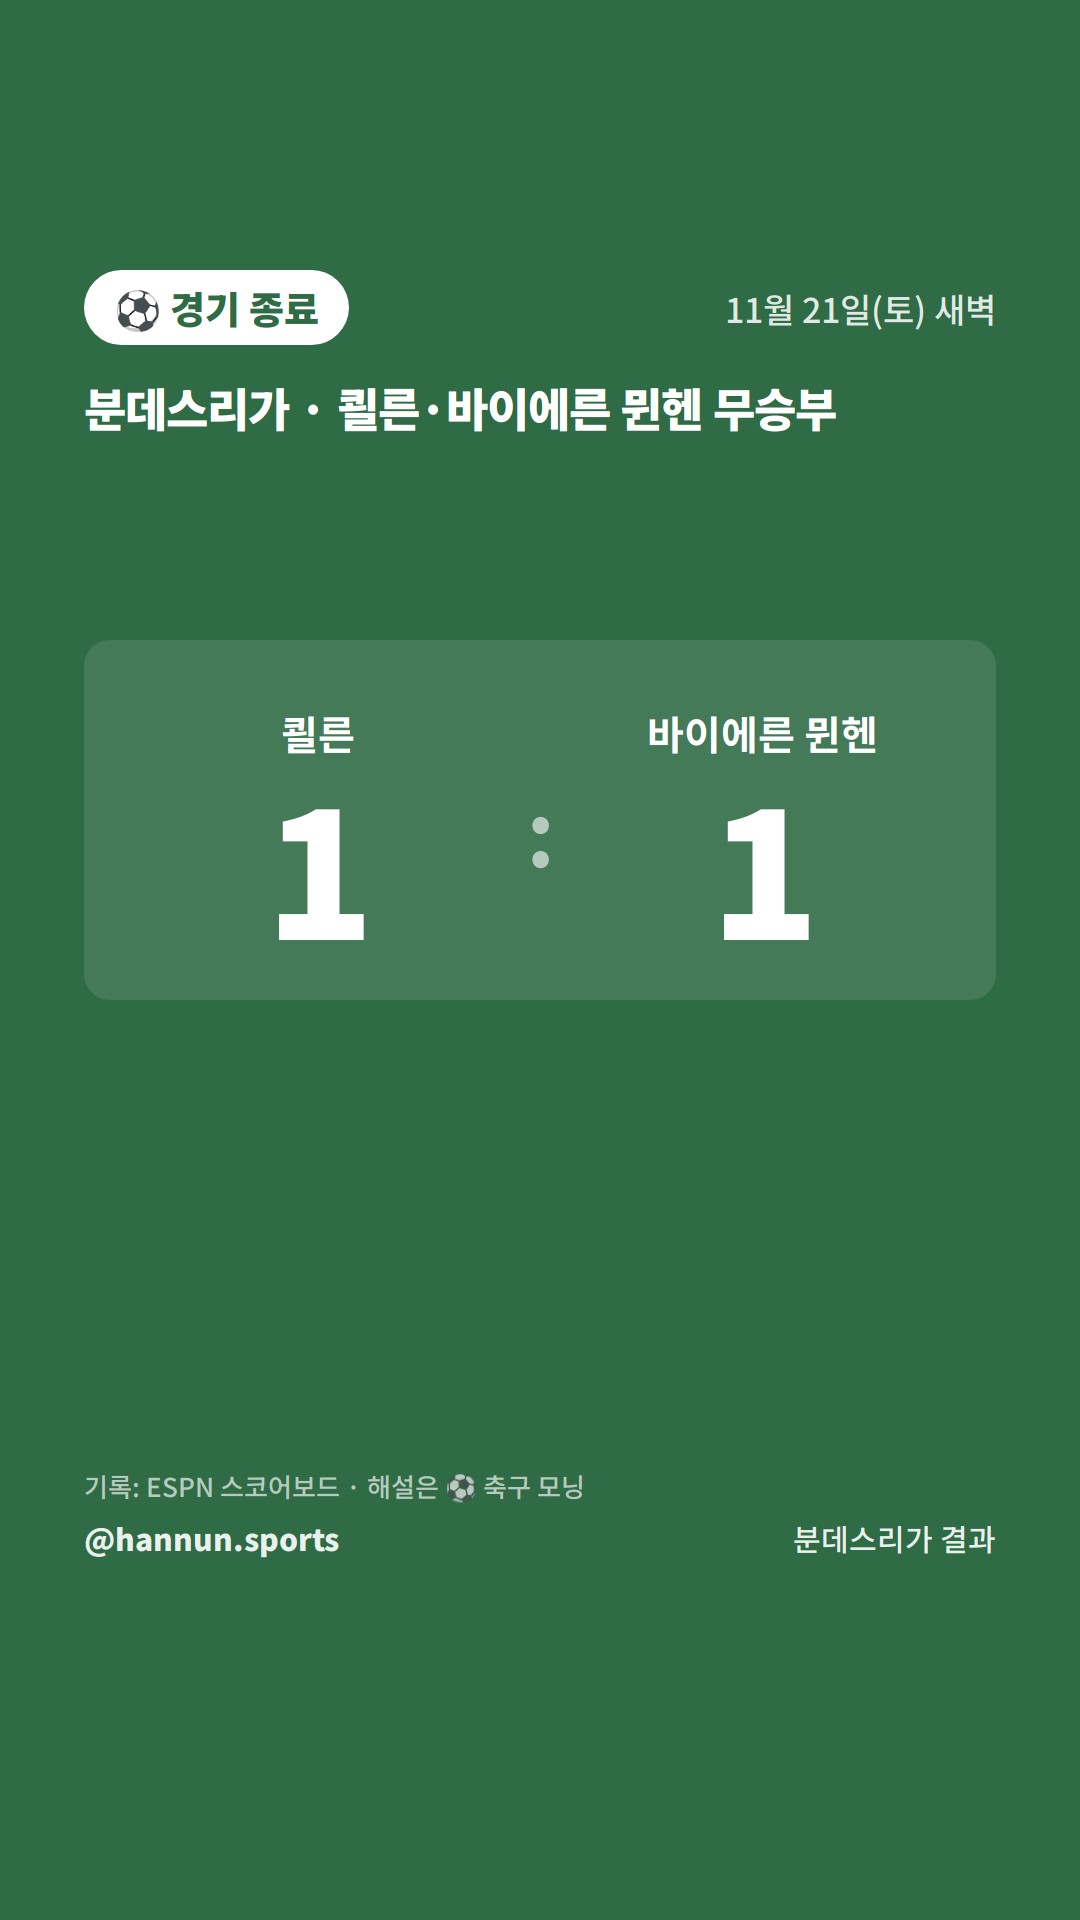 ⚽ 경기 종료
11월 21일(토) 새벽
분데스리가 · 쾰른·바이에른 뮌헨 무승부
쾰른 바이에른 뮌헨
1 : 1
기록: ESPN 스코어보드 · 해설은 ⚽ 축구 모닝
@hannun.sports
분데스리가 결과